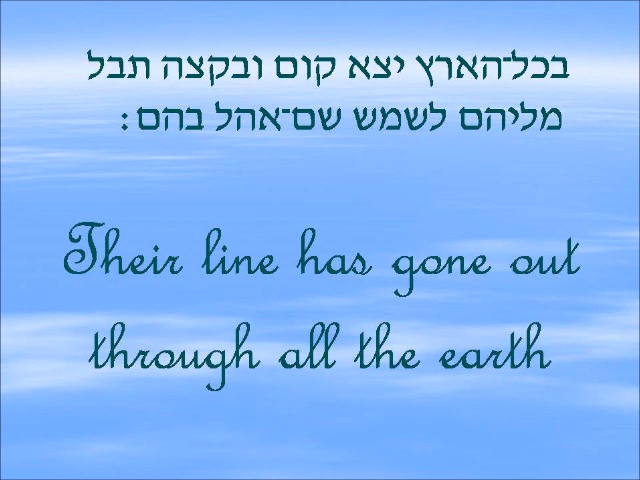 בכל־הארץ יצא קום ובקצה תבל
מליהם לשמש שם־אהל בהם׃
Their line has gone out
through all the earth